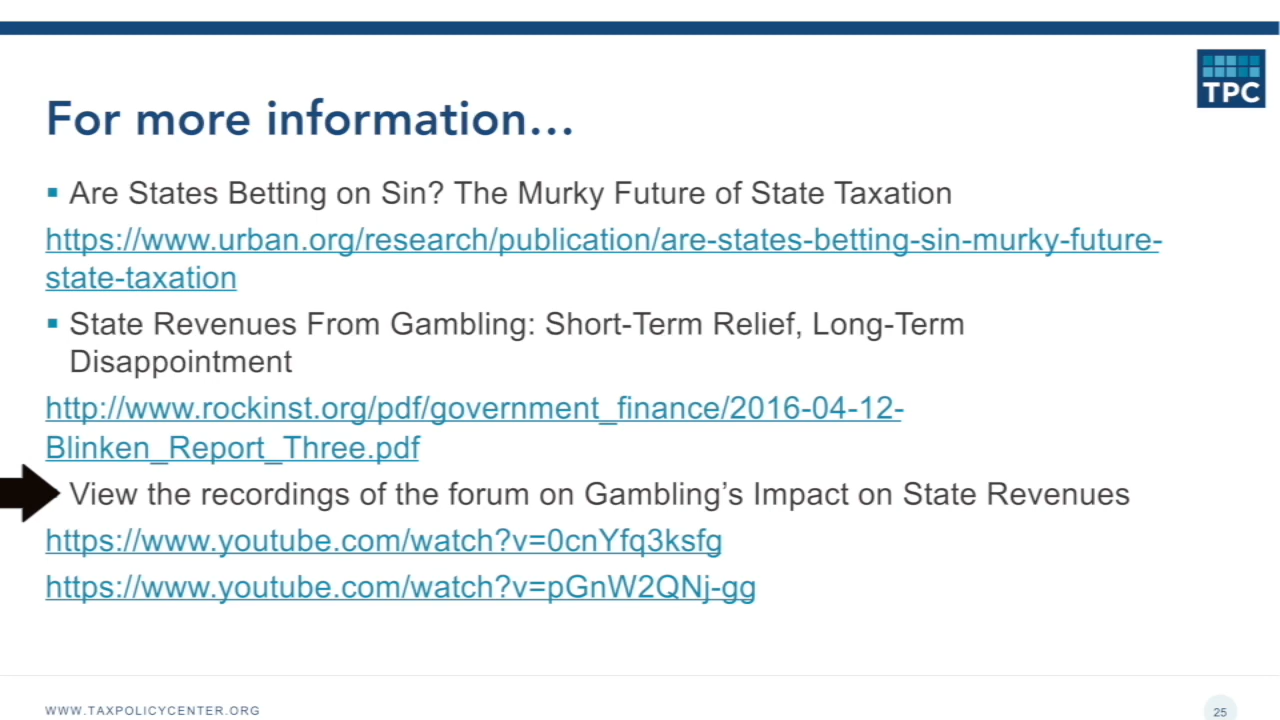 TPC
For more information...
▪ Are States Betting on Sin? The Murky Future of State Taxation
https://www.urban.org/research/publication/are-states-betting-sin-murky-future-
state-taxation
▪ State Revenues From Gambling: Short-Term Relief, Long-Term
Disappointment
http://www.rockinst.org/pdf/government_finance/2016-04-12-
Blinken_Report_Three.pdf
View the recordings of the forum on Gambling’s Impact on State Revenues
https://www.youtube.com/watch?v=0cnYfq3ksfg
https://www.youtube.com/watch?v=pGnW2QNj-gg
WWW.TAXPOLICYCENTER.ORG
25